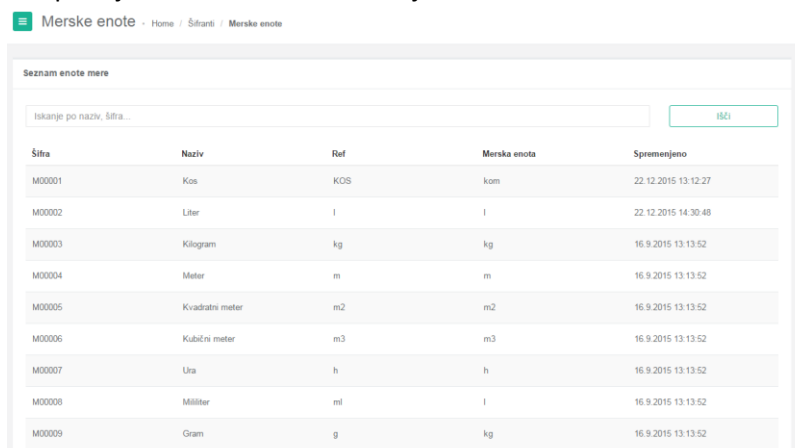 Merske enote - Home / Šifranti / Merske enote
Seznam enote mere
Iskanje po naziv, šifra...
Išči
Šifra Naziv Ref Merska enota Spremenjeno
M00001 Kos KOS kom 22.12.2015 13:12:27
M00002 Liter l l 22.12.2015 14:30:48
M00003 Kilogram kg kg 16.9.2015 13:13:52
M00004 Meter m m 16.9.2015 13:13:52
M00005 Kvadratni meter m2 m2 16.9.2015 13:13:52
M00006 Kubični meter m3 m3 16.9.2015 13:13:52
M00007 Ura h h 16.9.2015 13:13:52
M00008 Mililiter ml l 16.9.2015 13:13:52
M00009 Gram g kg 16.9.2015 13:13:52